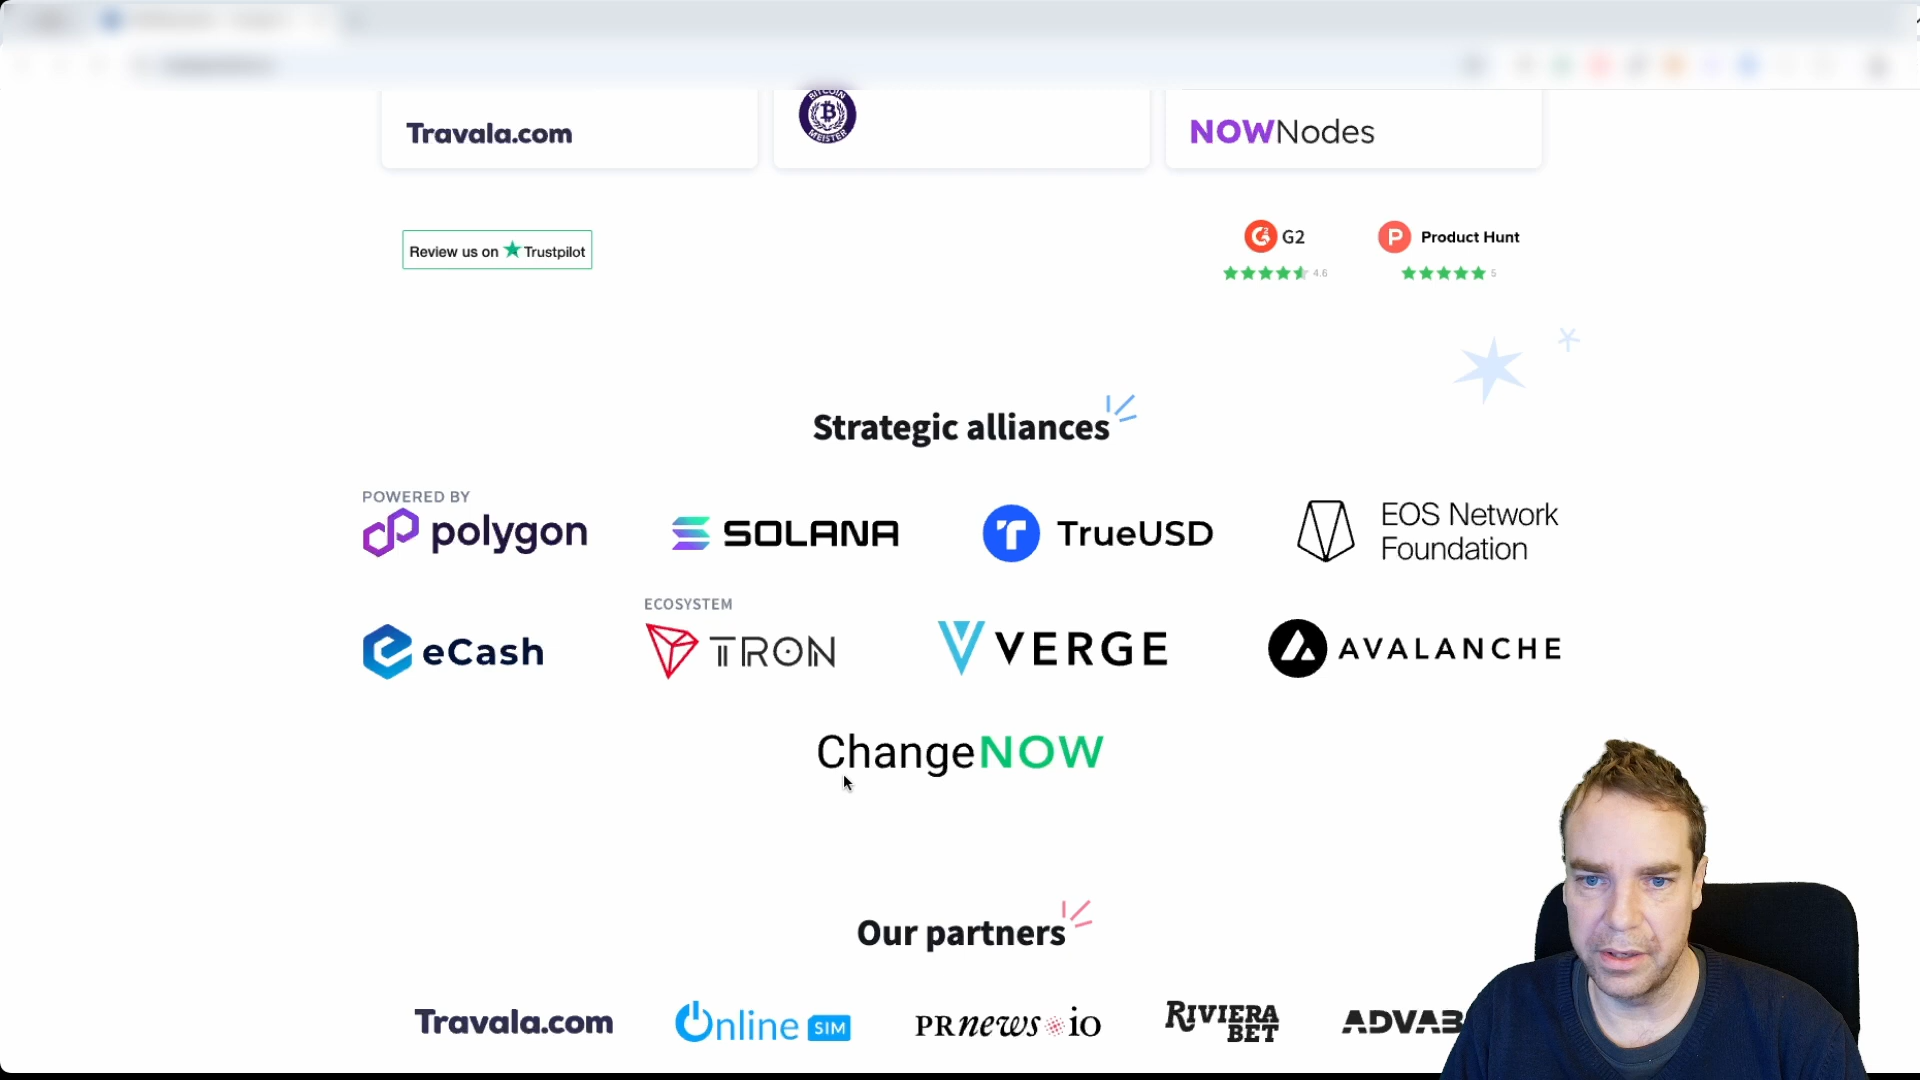 Travala.com
BITCOIN
MEISTER
NOWNodes
Review us on Trustpilot
G2
4.6
Product Hunt
5
Strategic alliances
POWERED BY
polygon
SOLANA
TrueUSD
EOS Network
Foundation
eCash
ECOSYSTEM
TRON
VERGE
AVALANCHE
ChangeNOW
Our partners
Travala.com
Online SIM
PRnews.io
RIVIERA
BET